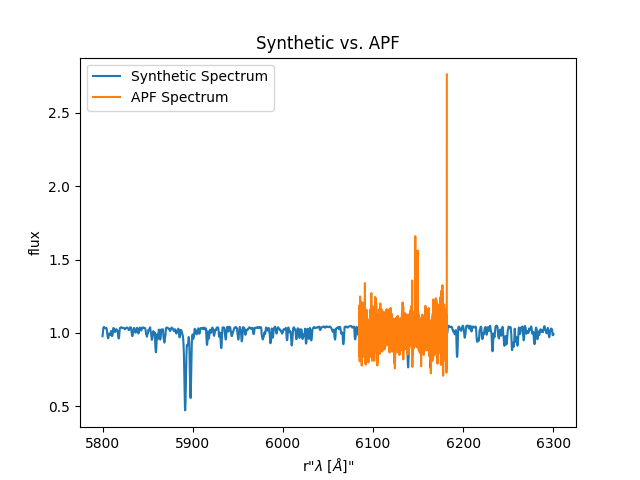 Synthetic vs. APF
Synthetic Spectrum
APF Spectrum
flux
2.5
2.0
1.5
1.0
0.5
5800 5900 6000 6100 6200 6300
r"λ [Å]"